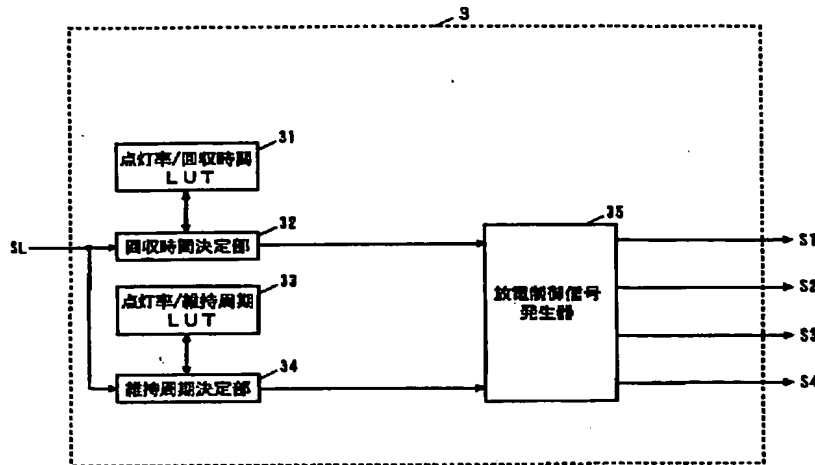 9
31
点灯率/回収時間
LUT
32
SL
回収時間決定部
33
点灯率/維持周期
LUT
34
維持周期決定部
35
放電制御信号
発生器
S1
S2
S3
S4